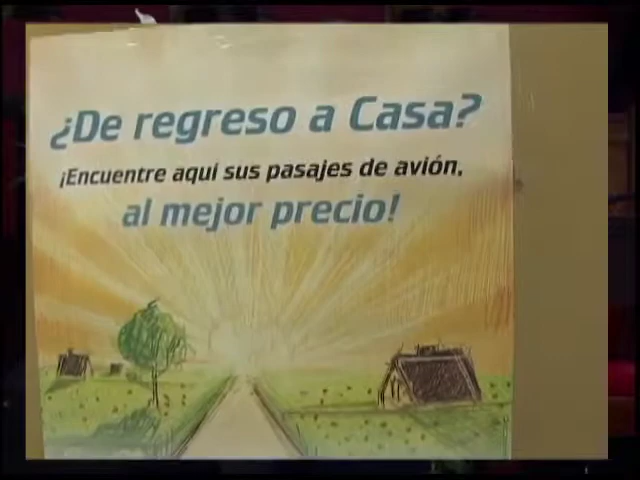 ¿De regreso a Casa?
¡Encuentre aquí sus pasajes de avión,
al mejor precio!